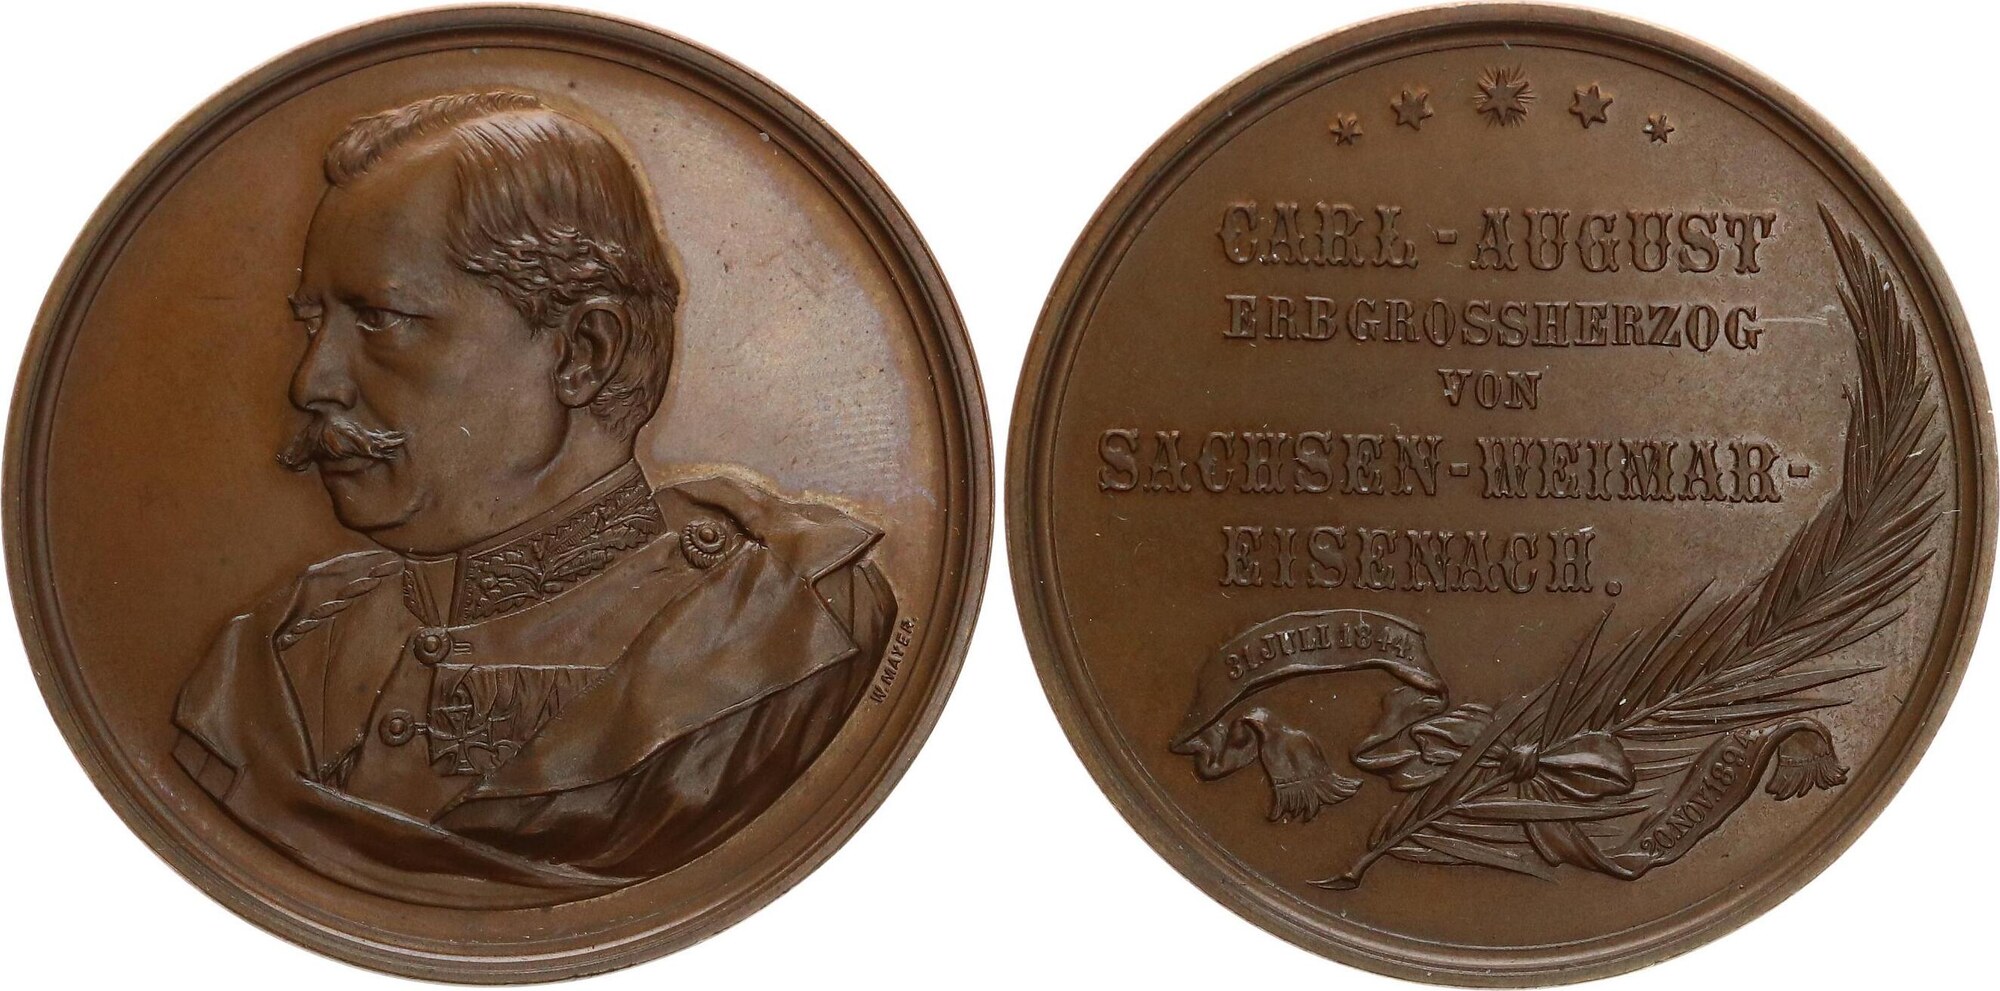 W. MAYER.
CARL-AUGUST
ERBGROSSHERZOG
VON
SACHSEN-WEIMAR-
EISENACH.
31. JULI 1844.
20. NOV. 1894.